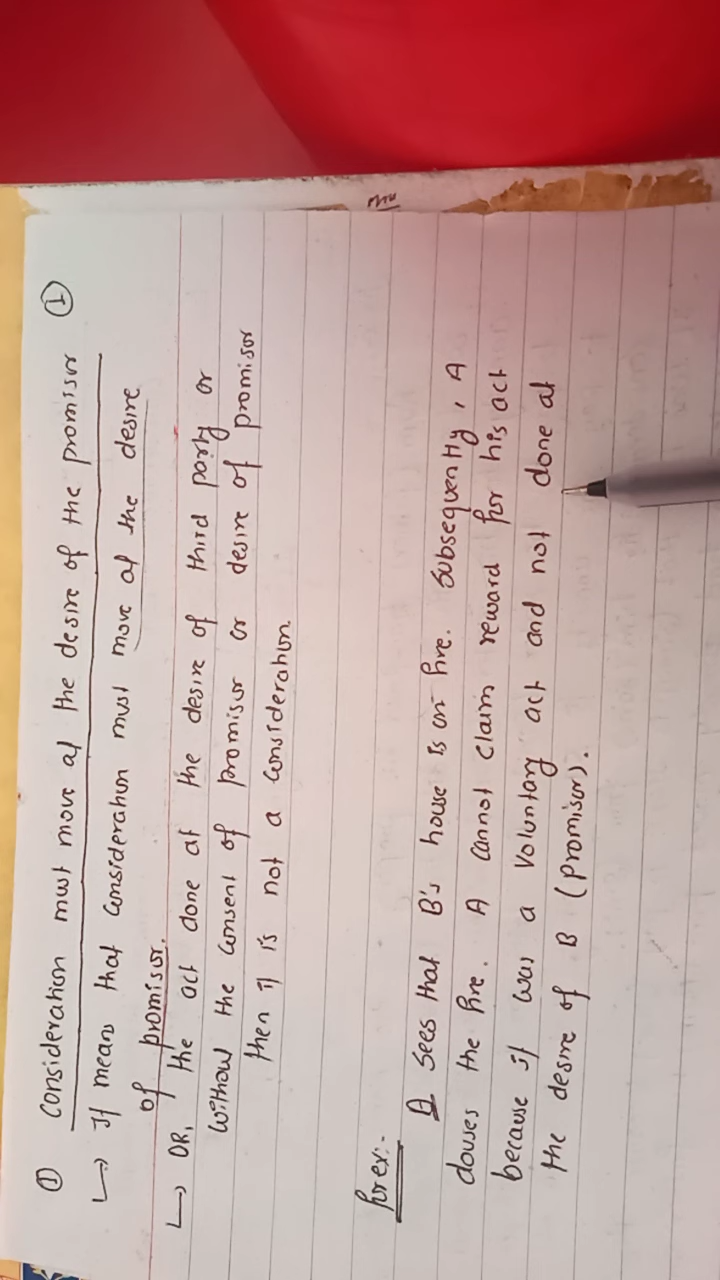 ① Consideration must move at the desire of the promisor ①
↳ It means that consideration must move at the desire
of promisor.
↳ OR, the act done at the desire of third party or
without the consent of promisor or desire of promisor
then it is not a consideration.
for ex:-
A sees that B's house is on fire. Subsequently, A
douses the fire. A cannot claim reward for his act
because it was a voluntary act and not done at
the desire of B (promisor).